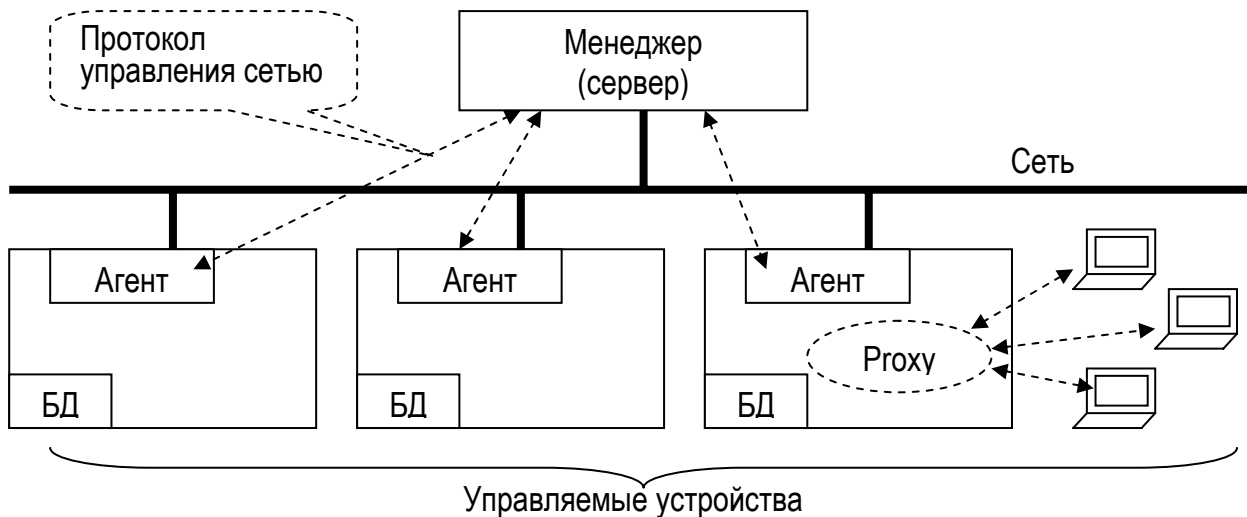 Протокол
управления сетью
Менеджер
(сервер)
Сеть
Агент
Агент
Агент
Proxy
БД
БД
БД
Управляемые устройства